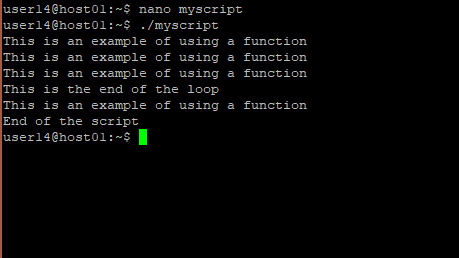 user14@host01:~$ nano myscript
user14@host01:~$ ./myscript
This is an example of using a function
This is an example of using a function
This is an example of using a function
This is the end of the loop
This is an example of using a function
End of the script
user14@host01:~$